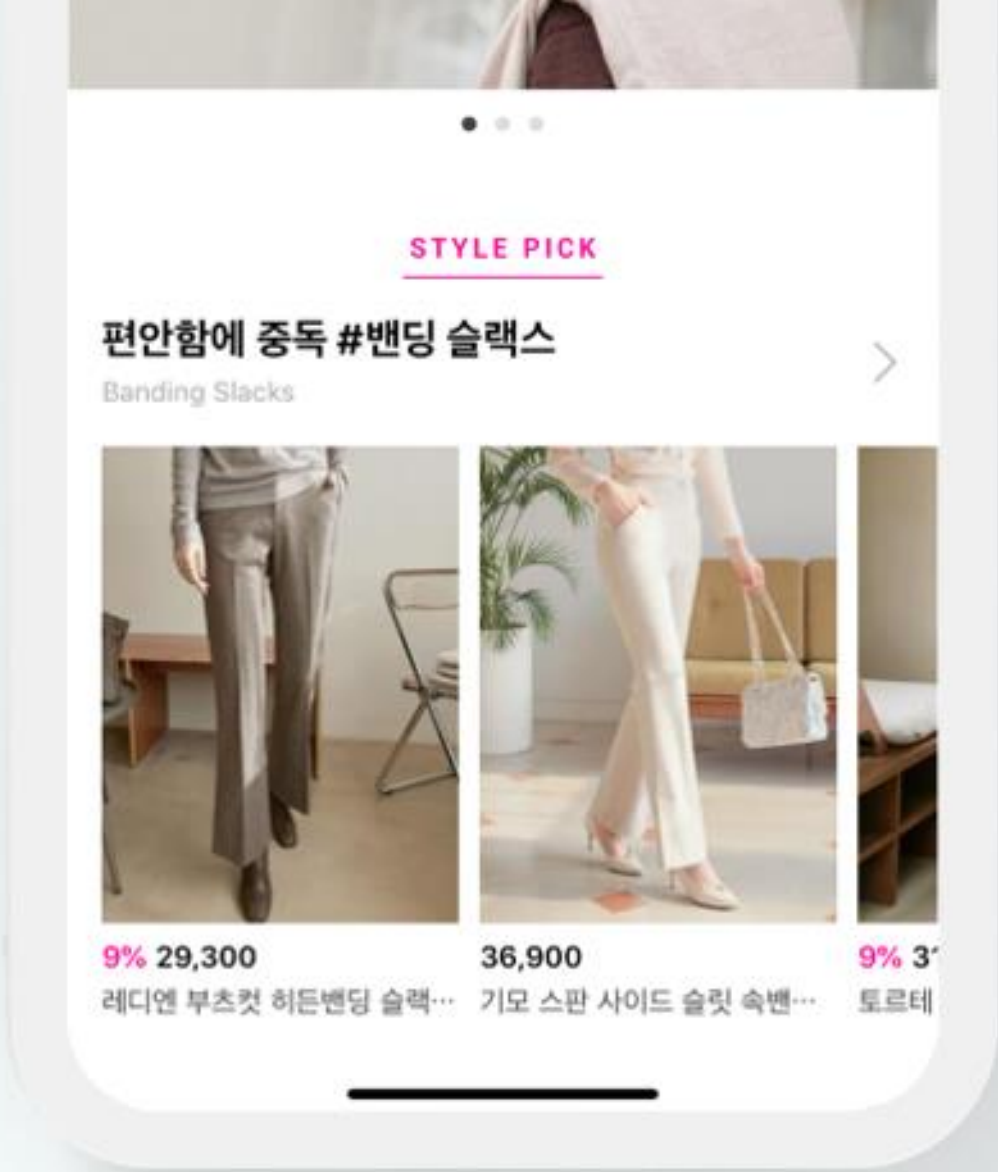 STYLE PICK
편안함에 중독 #밴딩 슬랙스
Banding Slacks
9% 29,300
레디엔 부츠컷 히든밴딩 슬랙…
36,900
기모 스판 사이드 슬릿 속밴…
9%
토르테